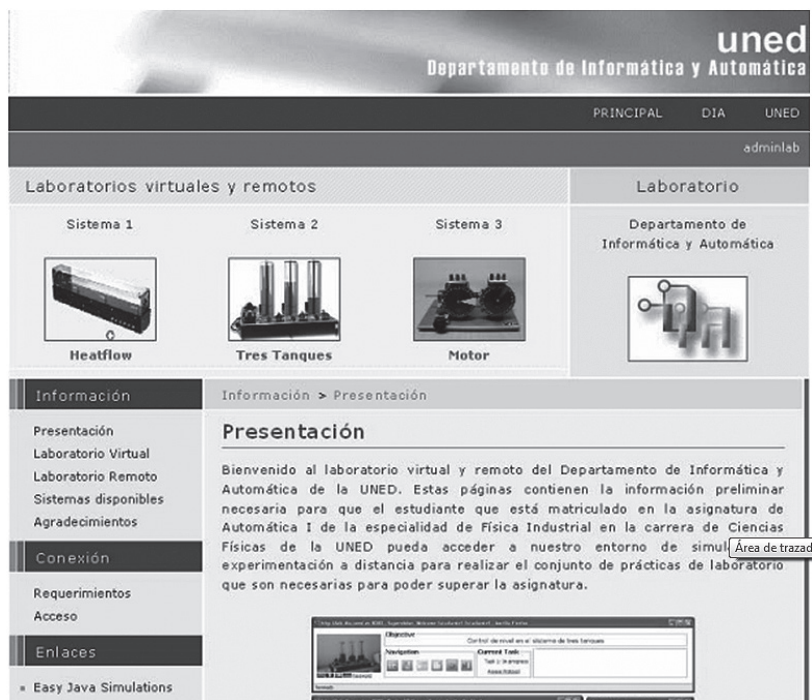 uned
Departamento de Informática y Automática
PRINCIPAL DIA UNED
adminlab
Laboratorios virtuales y remotos
Laboratorio
Sistema 1
Sistema 2
Sistema 3
Departamento de
Informática y Automática
Heatflow
Tres Tanques
Motor
Información
Presentación
Laboratorio Virtual
Laboratorio Remoto
Sistemas disponibles
Agradecimientos
Conexión
Requerimientos
Acceso
Enlaces
Easy Java Simulations
Información > Presentación
Presentación
Bienvenido al laboratorio virtual y remoto del Departamento de Informática y
Automática de la UNED. Estas páginas contienen la información preliminar
necesaria para que el estudiante que está matriculado en la asignatura de
Automática I de la especialidad de Física Industrial en la carrera de Ciencias
Físicas de la UNED pueda acceder a nuestro entorno de simul
Área de trazad
experimentación a distancia para realizar el conjunto de prácticas de laboratorio
que son necesarias para poder superar la asignatura.
Objective
Control de nivel en el sistema de tres tanques
Navigation
Current Task